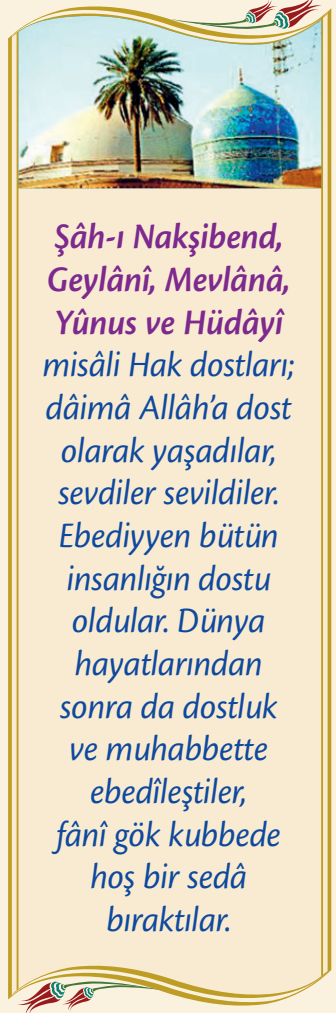 Şâh-ı Nakşibend,
Geylânî, Mevlânâ,
Yûnus ve Hüdâyî
misâli Hak dostları;
dâimâ Allâh’a dost
olarak yaşadılar,
sevdiler sevildiler.
Ebediyyen bütün
insanlığın dostu
oldular. Dünya
hayatlarından
sonra da dostluk
ve muhabbette
ebedîleştiler,
fânî gök kubbede
hoş bir sedâ
bıraktılar.